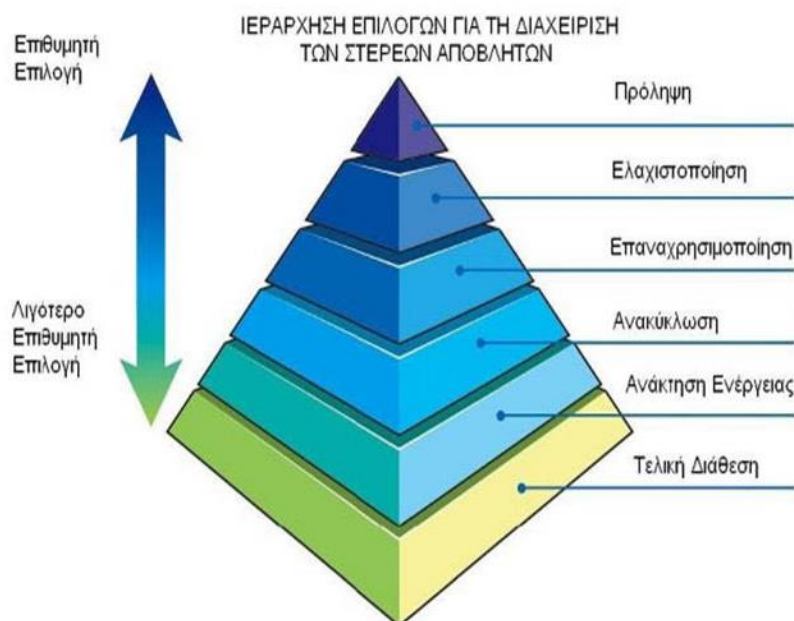 ΙΕΡΑΡΧΗΣΗ ΕΠΙΛΟΓΩΝ ΓΙΑ ΤΗ ΔΙΑΧΕΙΡΙΣΗ
ΤΩΝ ΣΤΕΡΕΩΝ ΑΠΟΒΛΗΤΩΝ
Επιθυμητή
Επιλογή
Πρόληψη
Ελαχιστοποίηση
Επαναχρησιμοποίηση
Λιγότερο
Επιθυμητή
Επιλογή
Ανακύκλωση
Ανάκτηση Ενέργειας
Τελική Διάθεση